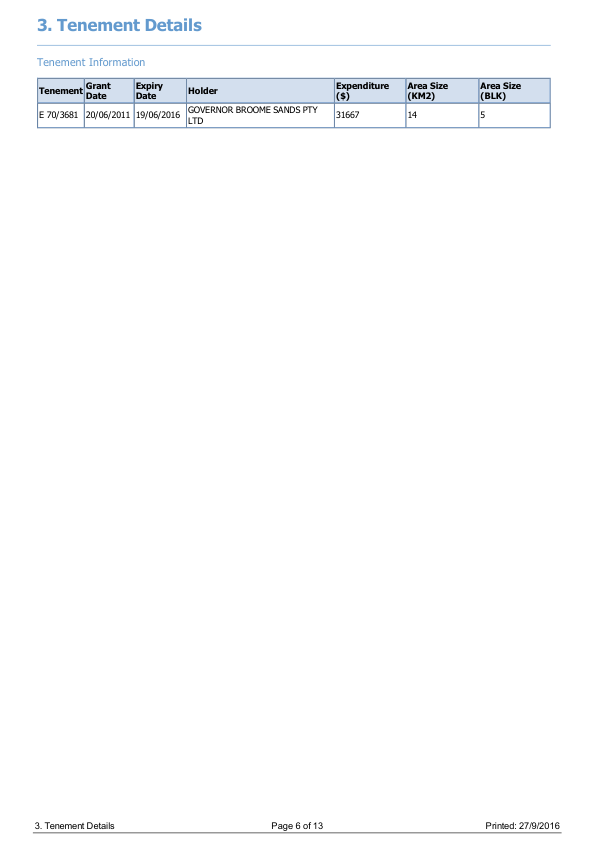 3. Tenement Details
Tenement Information
Tenement Grant Date Expiry Date Holder Expenditure ($) Area Size (KM2) Area Size (BLK)
E 70/3681 20/06/2011 19/06/2016 GOVERNOR BROOME SANDS PTY LTD 31667 14 5
3. Tenement Details Page 6 of 13 Printed: 27/9/2016